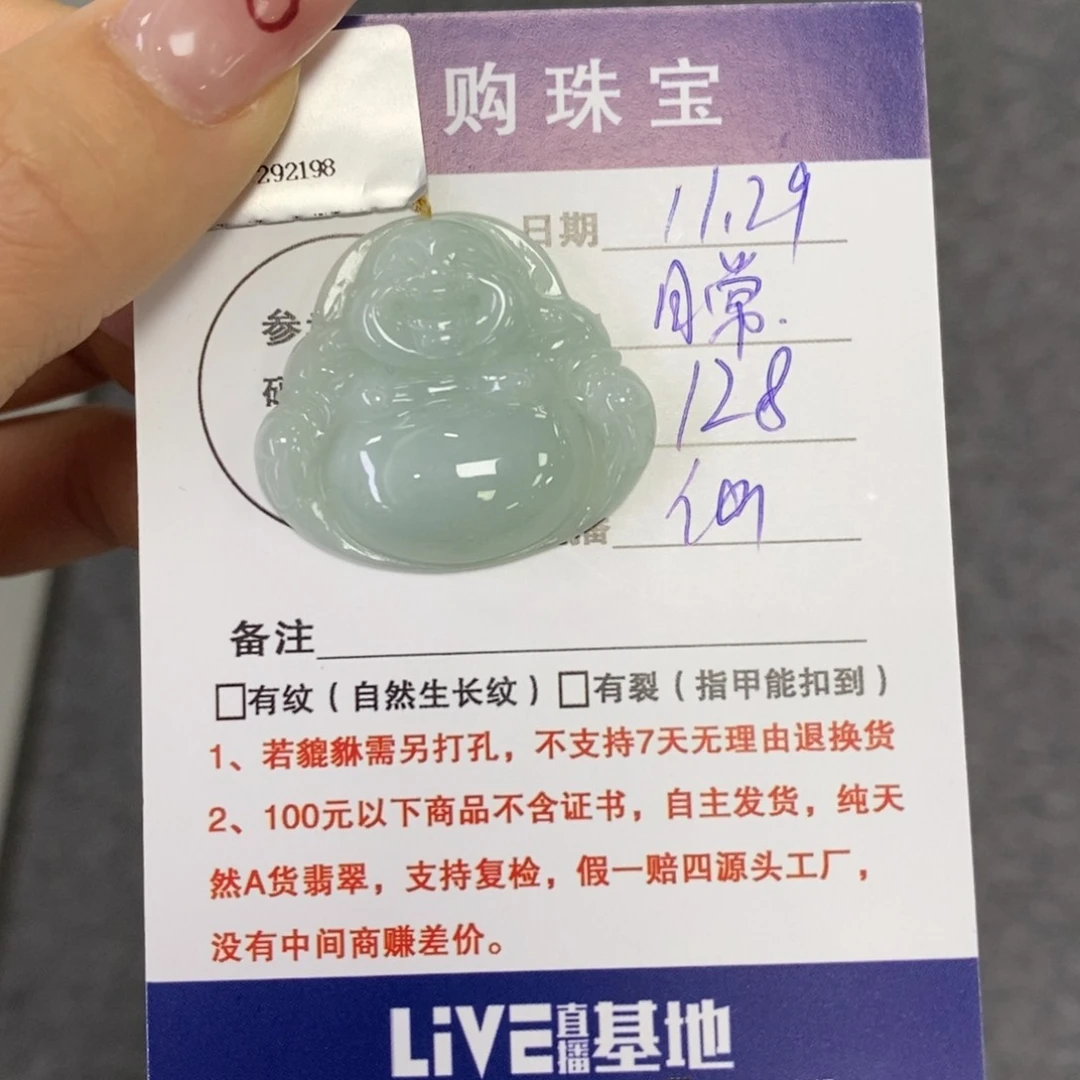 购珠宝
292198
日期 11.29
参
月常.
128
播 仙
备注
□有纹（自然生长纹）□有裂（指甲能扣到）
1、若貔貅需另打孔，不支持7天无理由退换货
2、100元以下商品不含证书，自主发货，纯天
然A货翡翠，支持复检，假一赔四源头工厂，
没有中间商赚差价。
LiVE直播基地